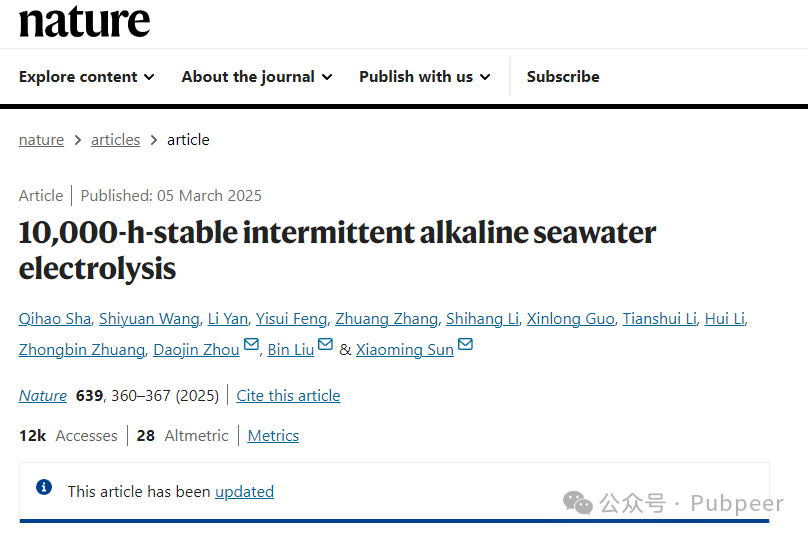 nature
Explore content About the journal Publish with us Subscribe
nature > articles > article
Article | Published: 05 March 2025
10,000-h-stable intermittent alkaline seawater
electrolysis
Qihao Sha, Shiyuan Wang, Li Yan, Yisui Feng, Zhuang Zhang, Shihang Li, Xinlong Guo, Tianshui Li, Hui Li,
Zhongbin Zhuang, Daojin Zhou, Bin Liu & Xiaoming Sun
Nature 639, 360–367 (2025) | Cite this article
12k Accesses | 28 Altmetric | Metrics
This article has been updated
公众号 · Pubpeer